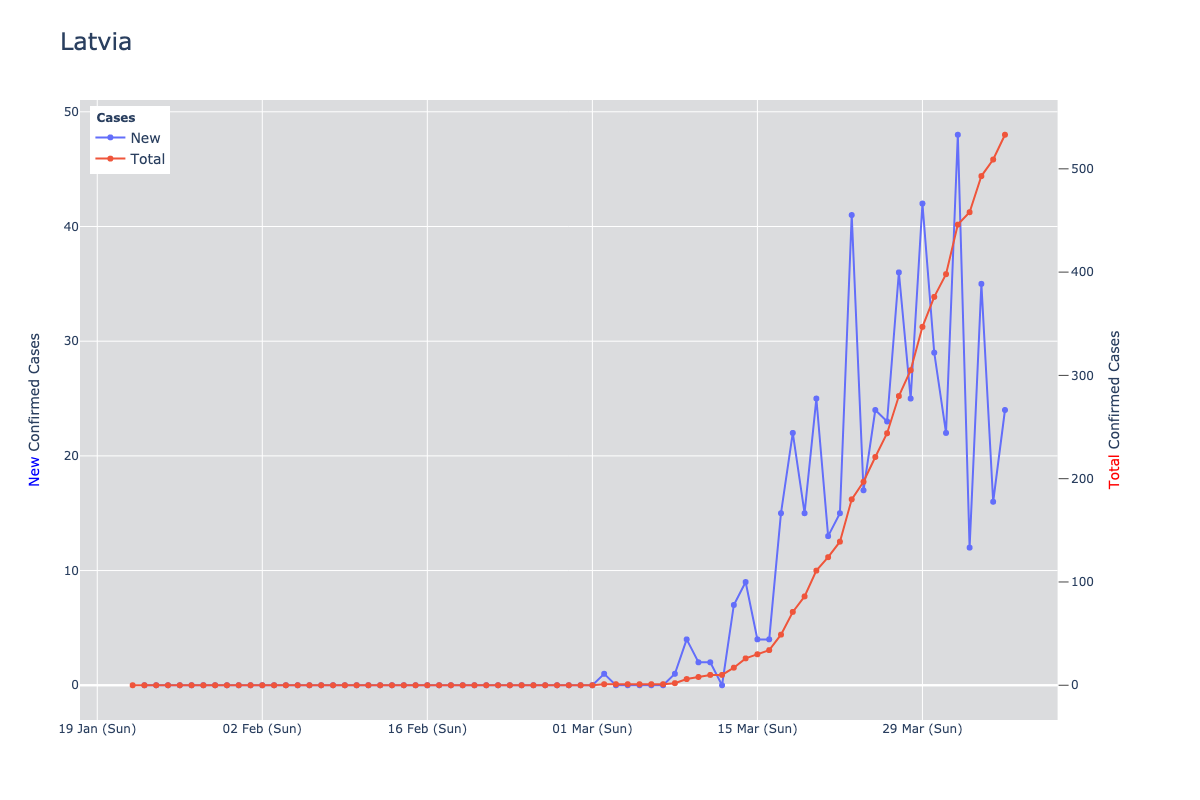 Latvia
Cases
New
Total
50
40
30
20
10
0
500
400
300
200
100
0
New Confirmed Cases
Total Confirmed Cases
19 Jan (Sun)
02 Feb (Sun)
16 Feb (Sun)
01 Mar (Sun)
15 Mar (Sun)
29 Mar (Sun)